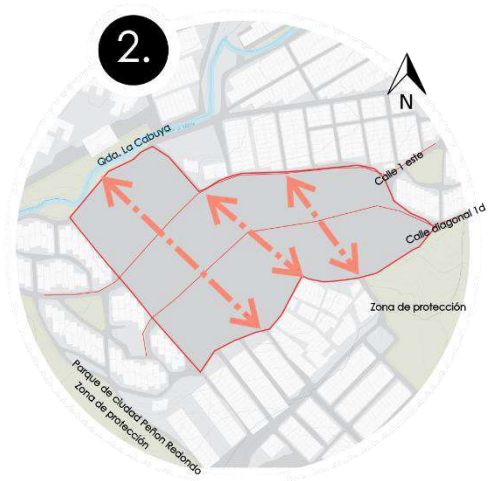 2.
N
Qda. La Cabuya
Calle 1 este
Calle diagonal 1d
Zona de protección
Parque de ciudad Peñon Redondo
Zona de protección